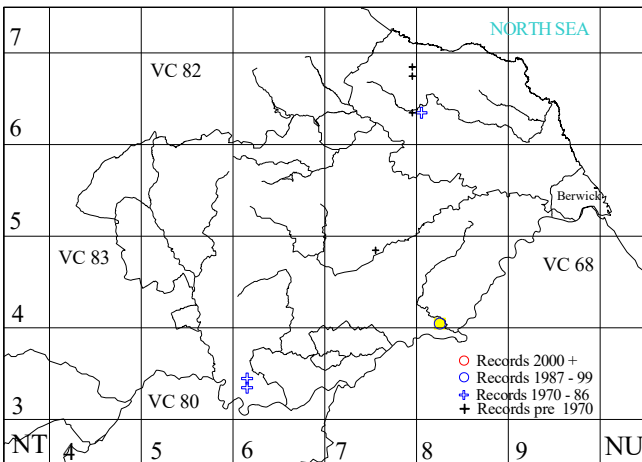 7
NORTH SEA
VC 82
6
Berwick
5
VC 83
VC 68
4
Records 2000 +
Records 1987 - 99
Records 1970 - 86
VC 80
Records pre 1970
3
NT 4 5 6 7 8 9 NU